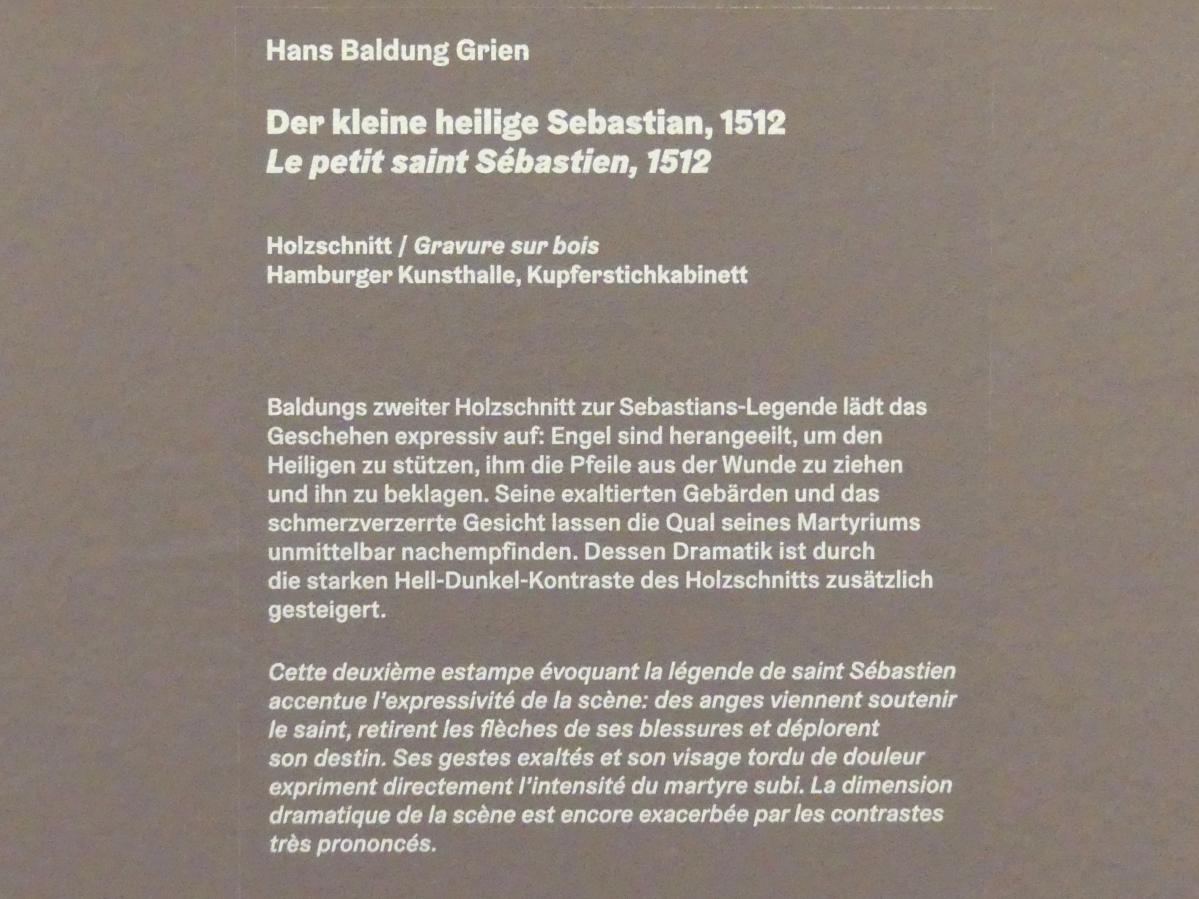 Hans Baldung Grien
Der kleine heilige Sebastian, 1512
Le petit saint Sébastien, 1512
Holzschnitt / Gravure sur bois
Hamburger Kunsthalle, Kupferstichkabinett
Baldungs zweiter Holzschnitt zur Sebastians-Legende lädt das
Geschehen expressiv auf: Engel sind herangeeilt, um den
Heiligen zu stützen, ihm die Pfeile aus der Wunde zu ziehen
und ihn zu beklagen. Seine exaltierten Gebärden und das
schmerzverzerrte Gesicht lassen die Qual seines Martyriums
unmittelbar nachempfinden. Dessen Dramatik ist durch
die starken Hell-Dunkel-Kontraste des Holzschnitts zusätzlich
gesteigert.
Cette deuxième estampe évoquant la légende de saint Sébastien
accentue l'expressivité de la scène: des anges viennent soutenir
le saint, retirent les flèches de ses blessures et déplorent
son destin. Ses gestes exaltés et son visage tordu de douleur
expriment directement l'intensité du martyre subi. La dimension
dramatique de la scène est encore exacerbée par les contrastes
très prononcés.